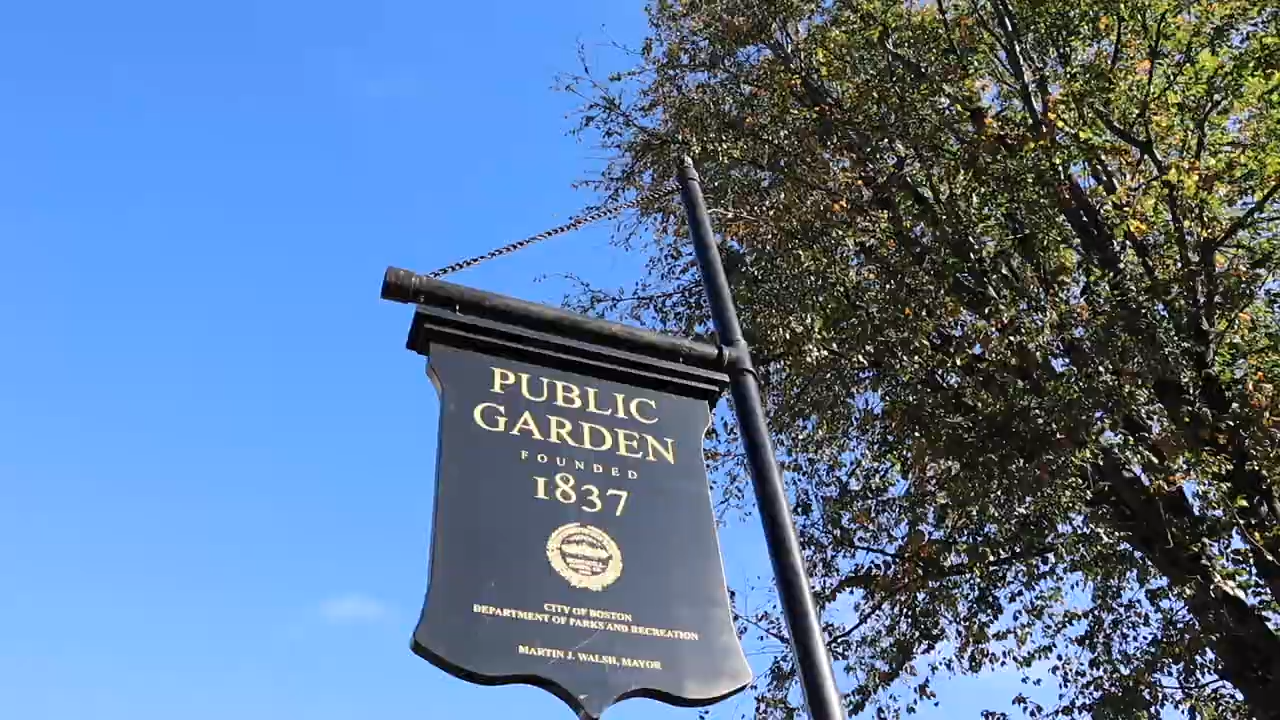 PUBLIC
GARDEN
FOUNDED
1837
CITY OF BOSTON
DEPARTMENT OF PARKS AND RECREATION
MARTIN J. WALSH, MAYOR